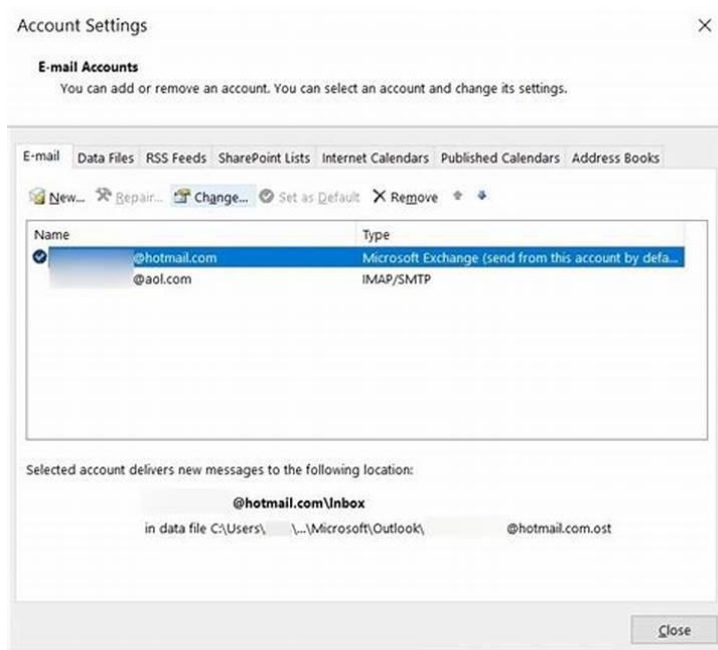 Account Settings
E-mail Accounts
You can add or remove an account. You can select an account and change its settings.
E-mail Data Files RSS Feeds SharePoint Lists Internet Calendars Published Calendars Address Books
New... Repair... Change... Set as Default Remove
Name Type
@hotmail.com Microsoft Exchange (send from this account by defa...
@aol.com IMAP/SMTP
Selected account delivers new messages to the following location:
@hotmail.com\Inbox
in data file C:\Users\ \...\Microsoft\Outlook\ @hotmail.com.ost
Close